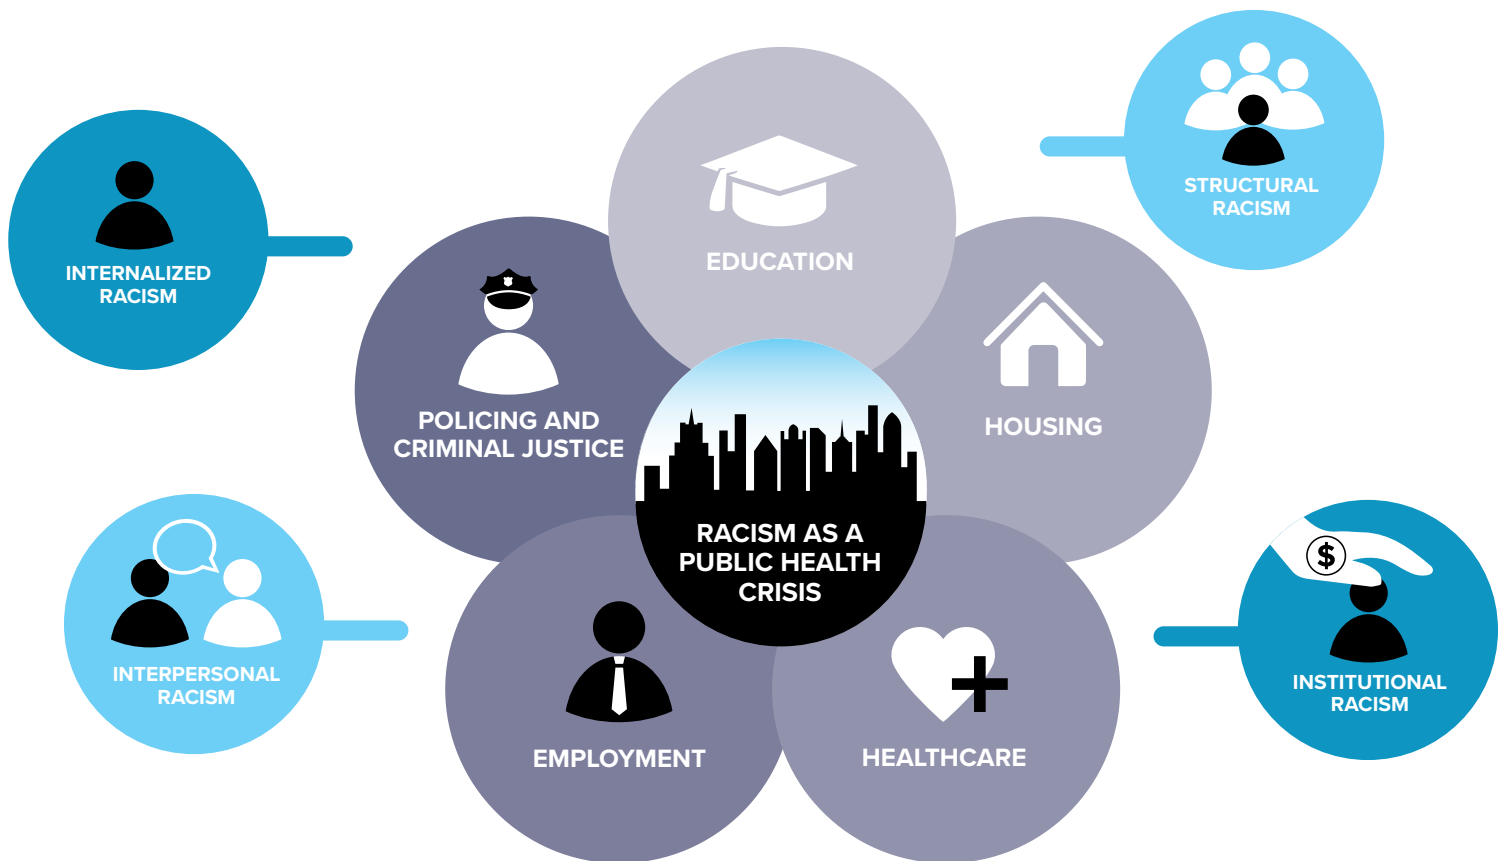 EDUCATION
STRUCTURAL
RACISM
INTERNALIZED
RACISM
POLICING AND
CRIMINAL JUSTICE
HOUSING
RACISM AS A
PUBLIC HEALTH
CRISIS
INTERPERSONAL
RACISM
$
INSTITUTIONAL
RACISM
EMPLOYMENT
HEALTHCARE